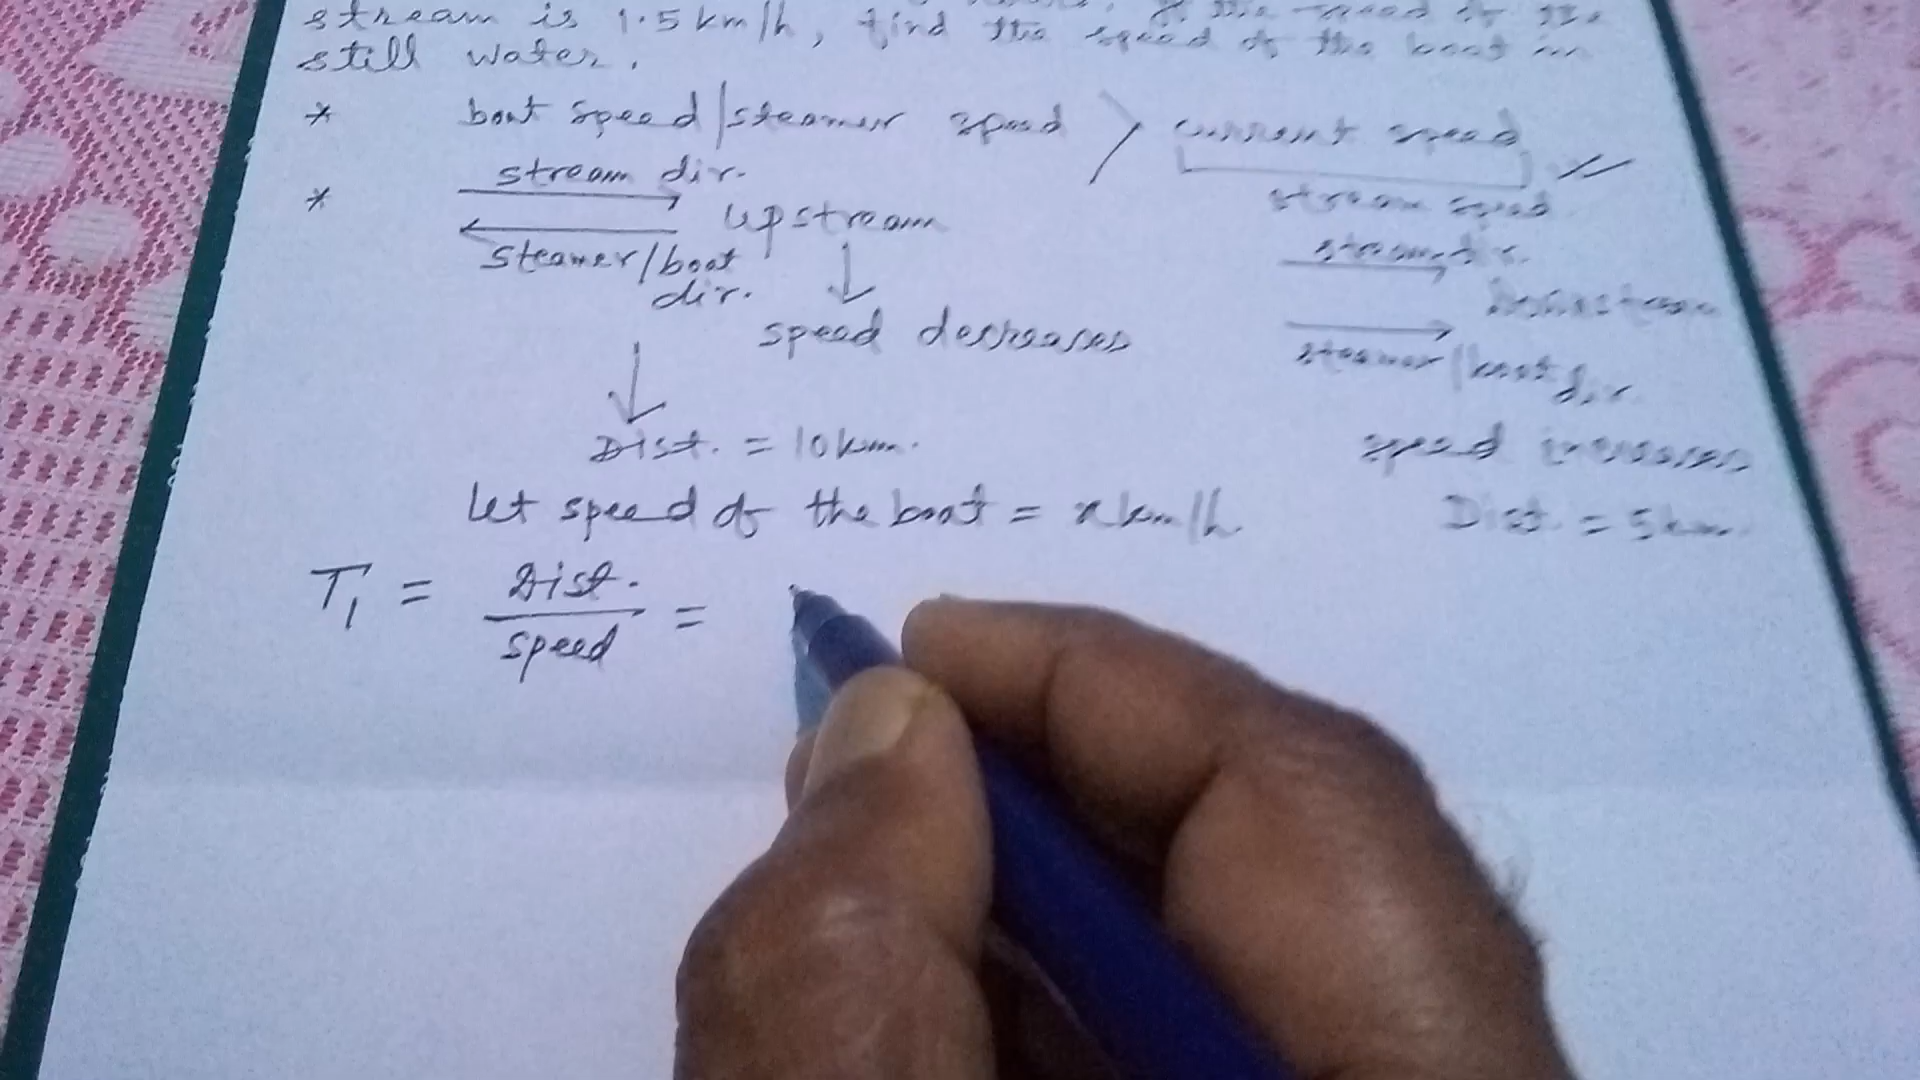 stream is 1.5 km/h, find the speed of the boat in
still water.
* boat speed/steamer speed > current speed
stream speed
* stream dir.
upstream
steamer/boat
dir.
speed decreases
stream dir.
Downstream
steamer/boat dir.
speed increases
Dist. = 10 km.
Dist. = 5 km.
Let speed of the boat = x km/h
T1 = Dist. / speed =